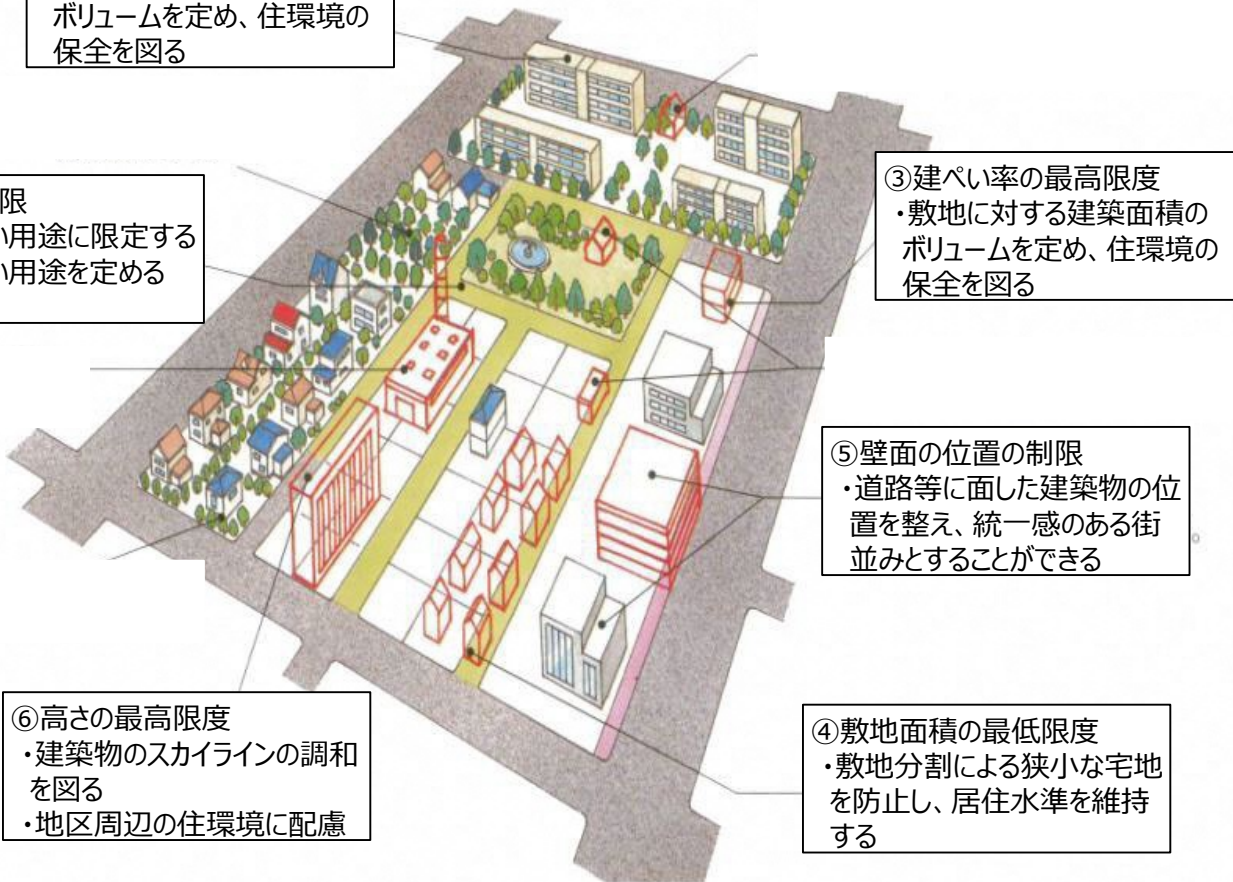 ボリュームを定め、住環境の
保全を図る
限
用途に限定する
用途を定める
③建ぺい率の最高限度
・敷地に対する建築面積の
ボリュームを定め、住環境の
保全を図る
⑤壁面の位置の制限
・道路等に面した建築物の位
置を整え、統一感のある街
並みとすることができる
⑥高さの最高限度
・建築物のスカイラインの調和
を図る
・地区周辺の住環境に配慮
④敷地面積の最低限度
・敷地分割による狭小な宅地
を防止し、居住水準を維持
する